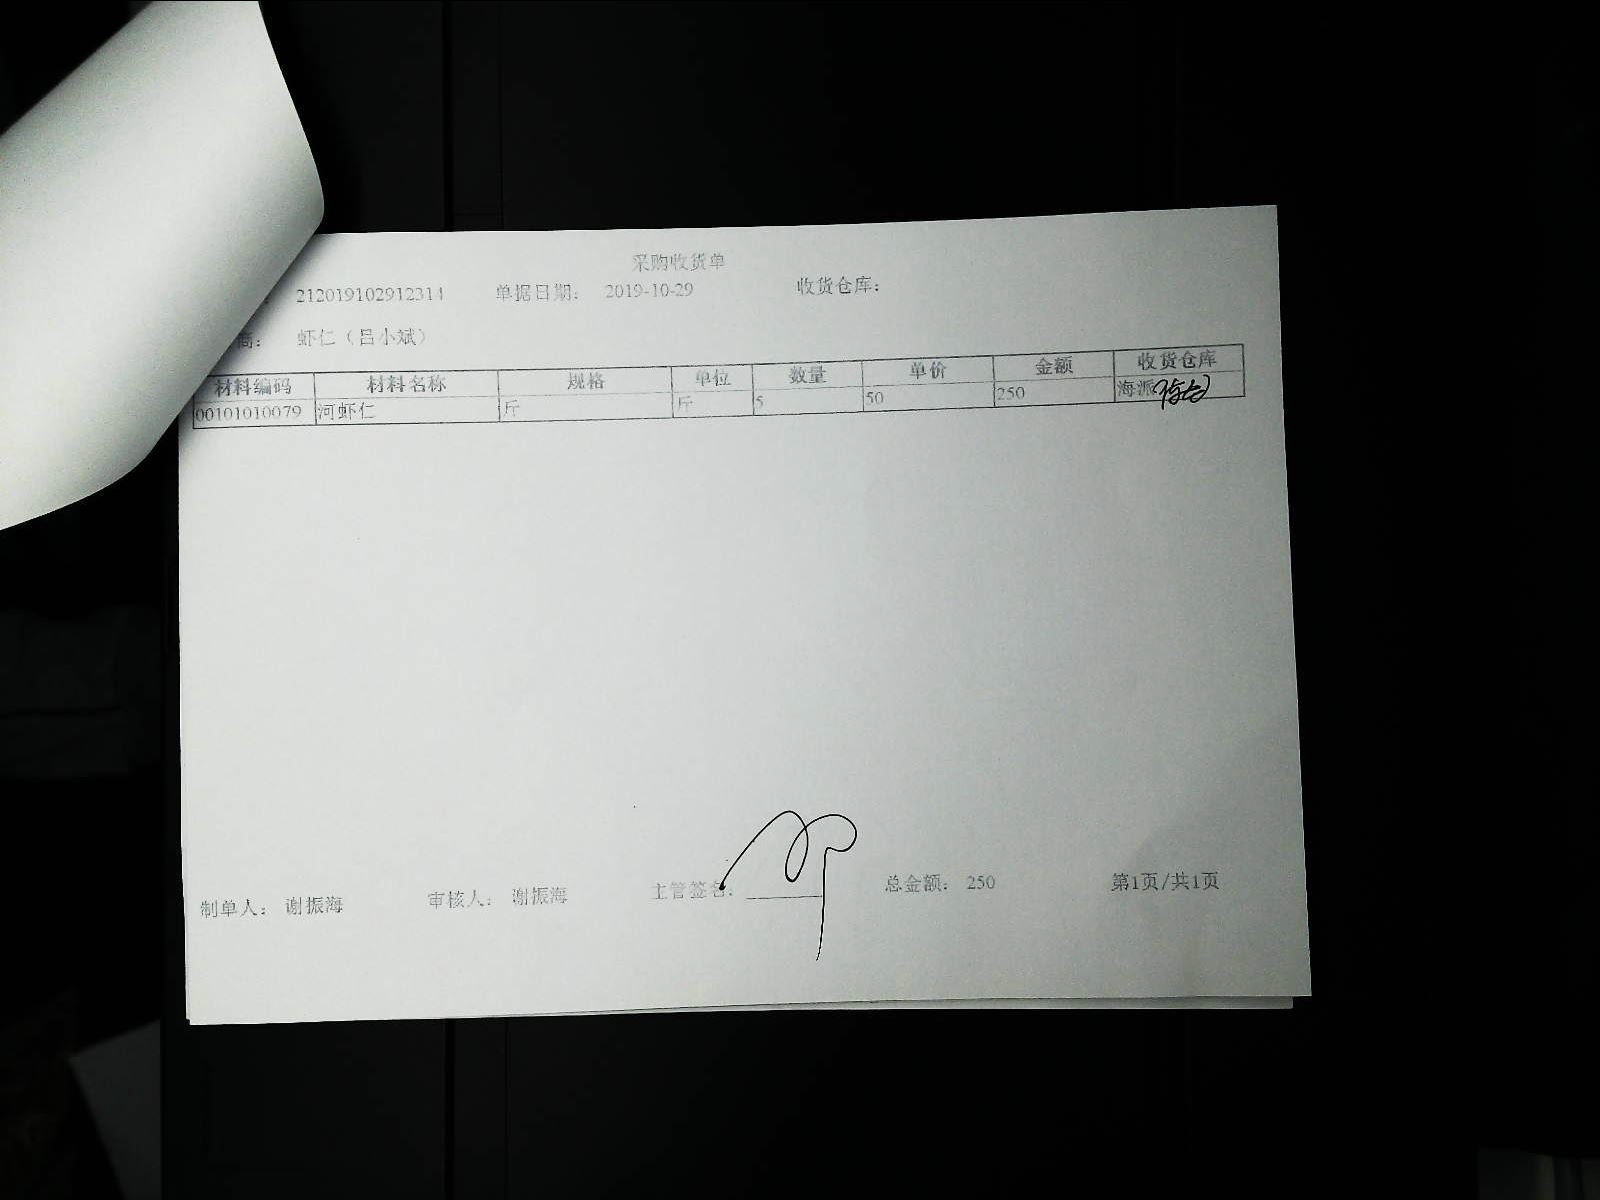 采购收货单
212019102912314 单据日期： 2019-10-29 收货仓库：
商： 虾仁（吕小斌）
材料编码 材料名称 规格 单位 数量 单价 金额 收货仓库
00101010079 河虾仁 斤 斤 5 50 250 海派
制单人： 谢振海 审核人： 谢振海 主管签名： 总金额： 250 第1页/共1页